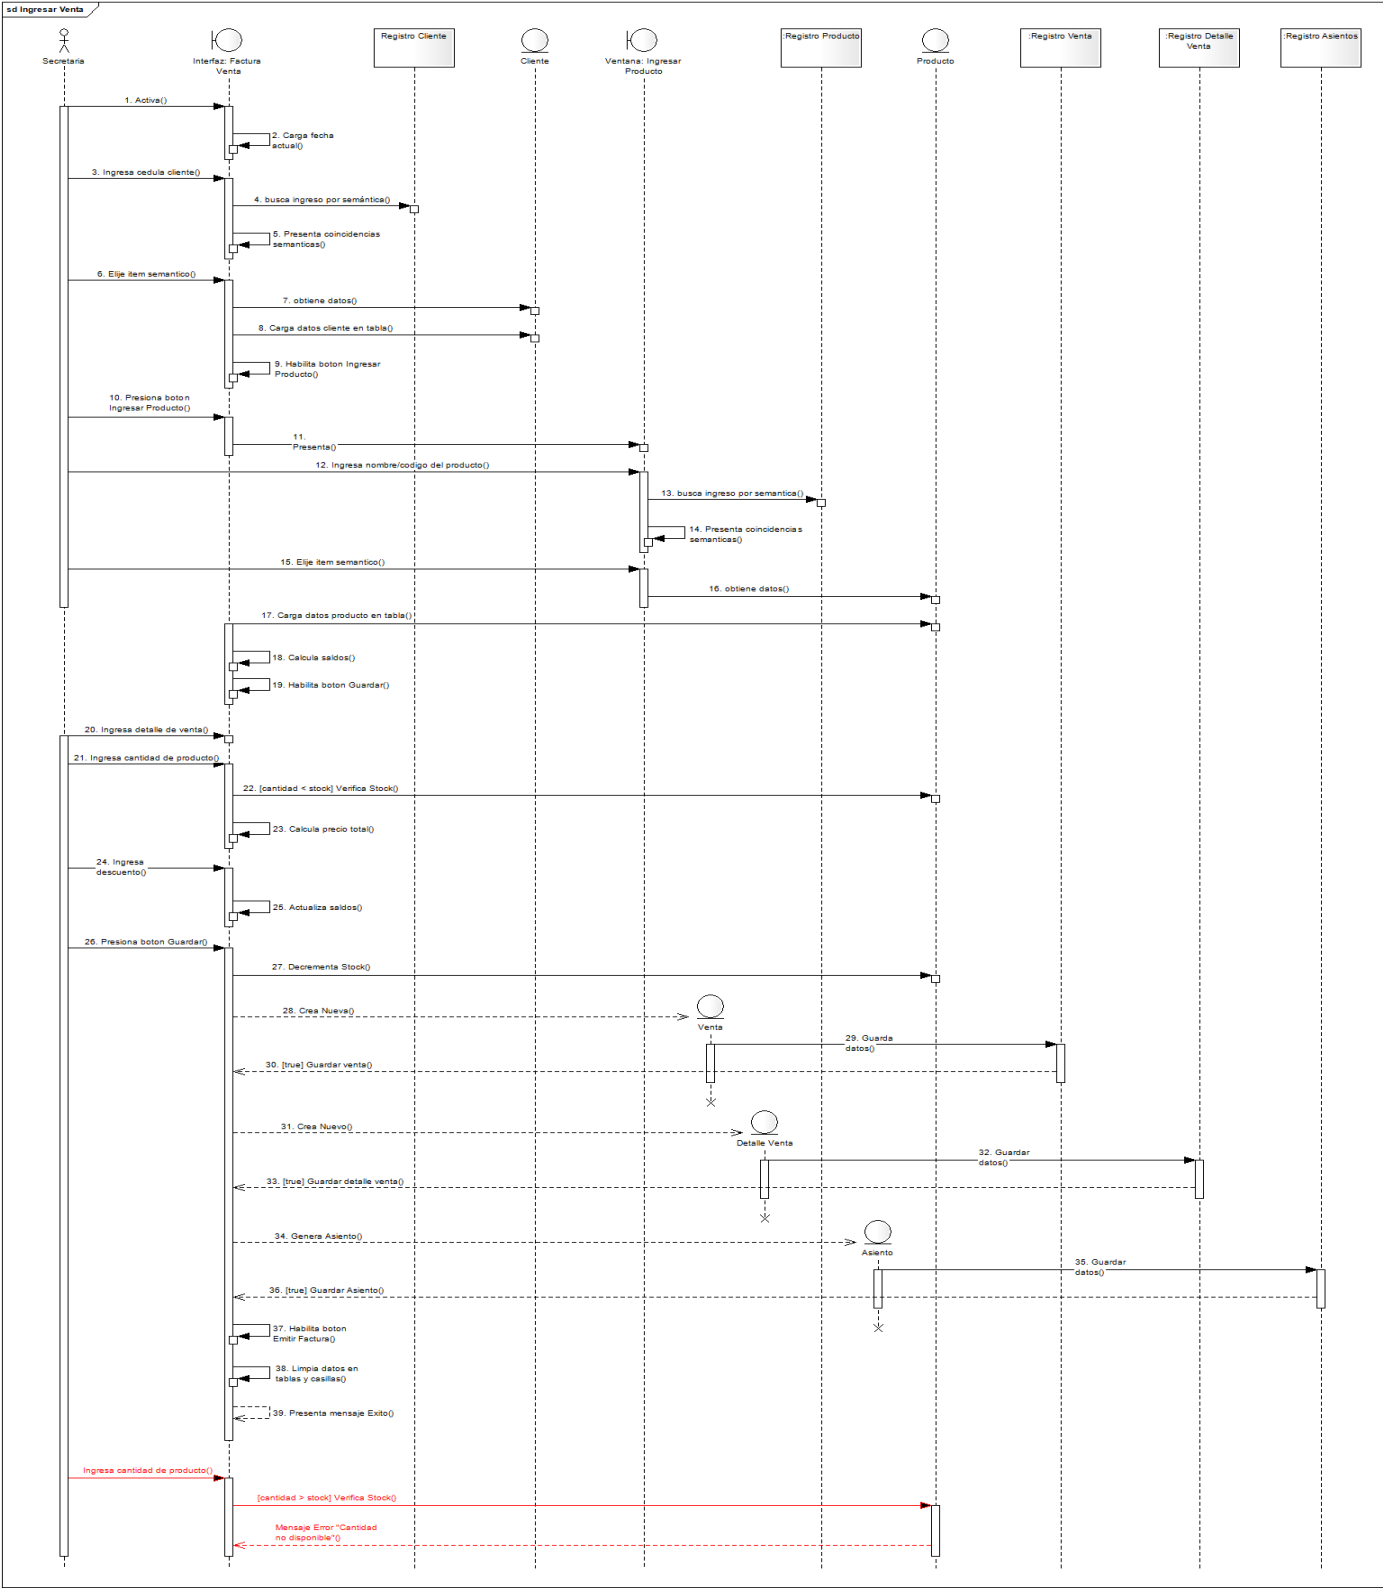 sd Ingresar Venta
Secretaria
Interfaz: Factura
Venta
Registro Cliente
Cliente
Ventana: Ingresar
Producto
:Registro Producto
Producto
:Registro Venta
:Registro Detalle
Venta
:Registro Asientos
1. Activa()
2. Carga fecha
actual()
3. Ingresa cedula cliente()
4. busca ingreso por semántica()
5. Presenta coincidencias
semanticas()
6. Elije item semantico()
7. obtiene datos()
8. Carga datos cliente en tabla()
9. Habilita boton Ingresar
Producto()
10. Presiona boton
Ingresar Producto()
11.
Presenta()
12. Ingresa nombre/codigo del producto()
13. busca ingreso por semantica()
14. Presenta coincidencias
semanticas()
15. Elije item semantico()
16. obtiene datos()
17. Carga datos producto en tabla()
18. Calcula saldos()
19. Habilita boton Guardar()
20. Ingresa detalle de venta()
21. Ingresa cantidad de producto()
22. [cantidad < stock] Verifica Stock()
23. Calcula precio total()
24. Ingresa
descuento()
25. Actualiza saldos()
26. Presiona boton Guardar()
27. Decrementa Stock()
28. Crea Nueva()
Venta
29. Guarda
datos()
30. [true] Guardar venta()
31. Crea Nuevo()
Detalle Venta
32. Guardar
datos()
33. [true] Guardar detalle venta()
34. Genera Asiento()
Asiento
35. Guardar
datos()
36. [true] Guardar Asiento()
37. Habilita boton
Emitir Factura()
38. Limpia datos en
tablas y casillas()
39. Presenta mensaje Exito()
Ingresa cantidad de producto()
[cantidad > stock] Verifica Stock()
Mensaje Error "Cantidad
no disponible"()